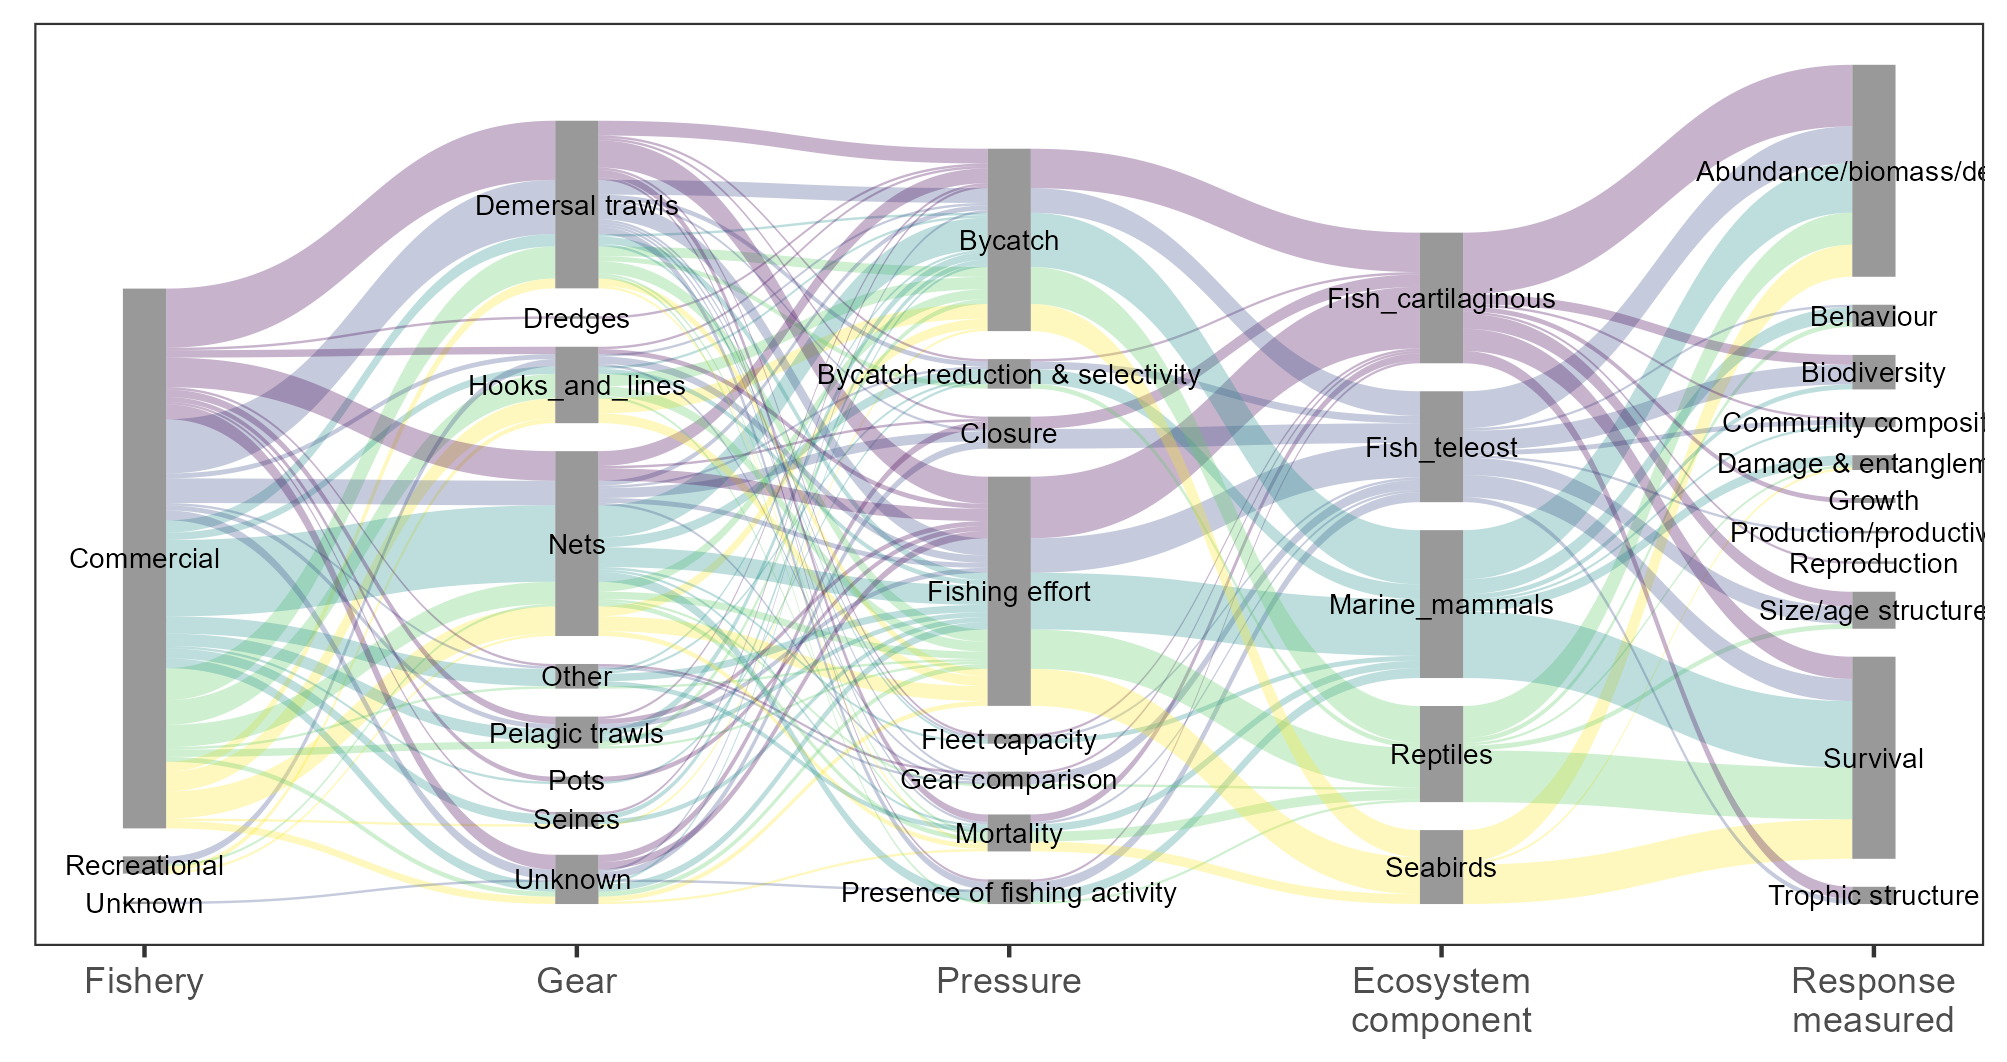 Commercial
Recreational
Unknown
Demersal trawls
Dredges
Hooks_and_lines
Nets
Other
Pelagic trawls
Pots
Seines
Unknown
Bycatch
Bycatch reduction & selectivity
Closure
Fishing effort
Fleet capacity
Gear comparison
Mortality
Presence of fishing activity
Fish_cartilaginous
Fish_teleost
Marine_mammals
Reptiles
Seabirds
Abundance/biomass/de
Behaviour
Biodiversity
Community composit
Damage & entanglem
Growth
Production/productiv
Reproduction
Size/age structure
Survival
Trophic structure
Fishery
Gear
Pressure
Ecosystem
component
Response
measured